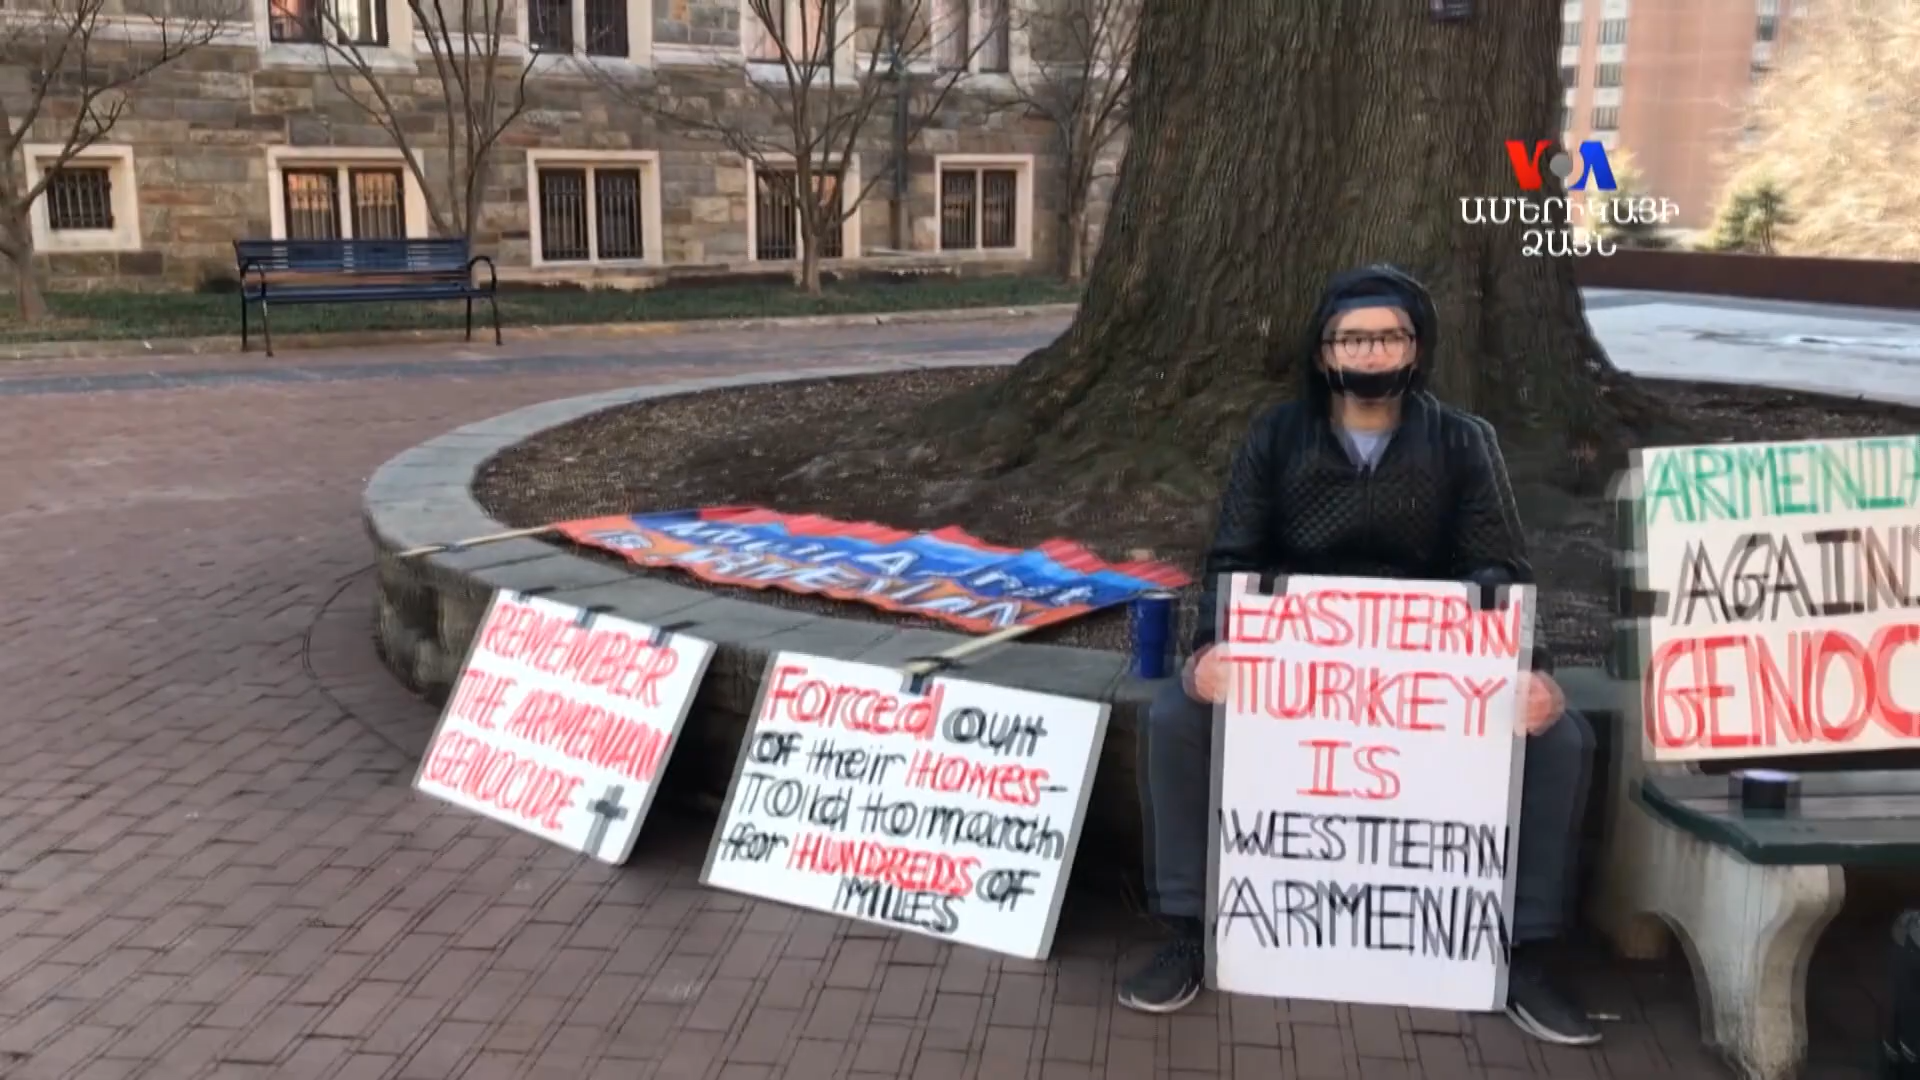 VOA
ԱՄԵՐԻԿԱՅԻ
ՁԱՅՆ
REMEMBER
THE ARMENIAN
GENOCIDE
Forced out
OF their HOMES-
TOld to march
for HUNDREDS OF
MILES
EASTERN
TURKEY
IS
WESTERN
ARMENIA
ARMENIA
AGAINS
GENOC